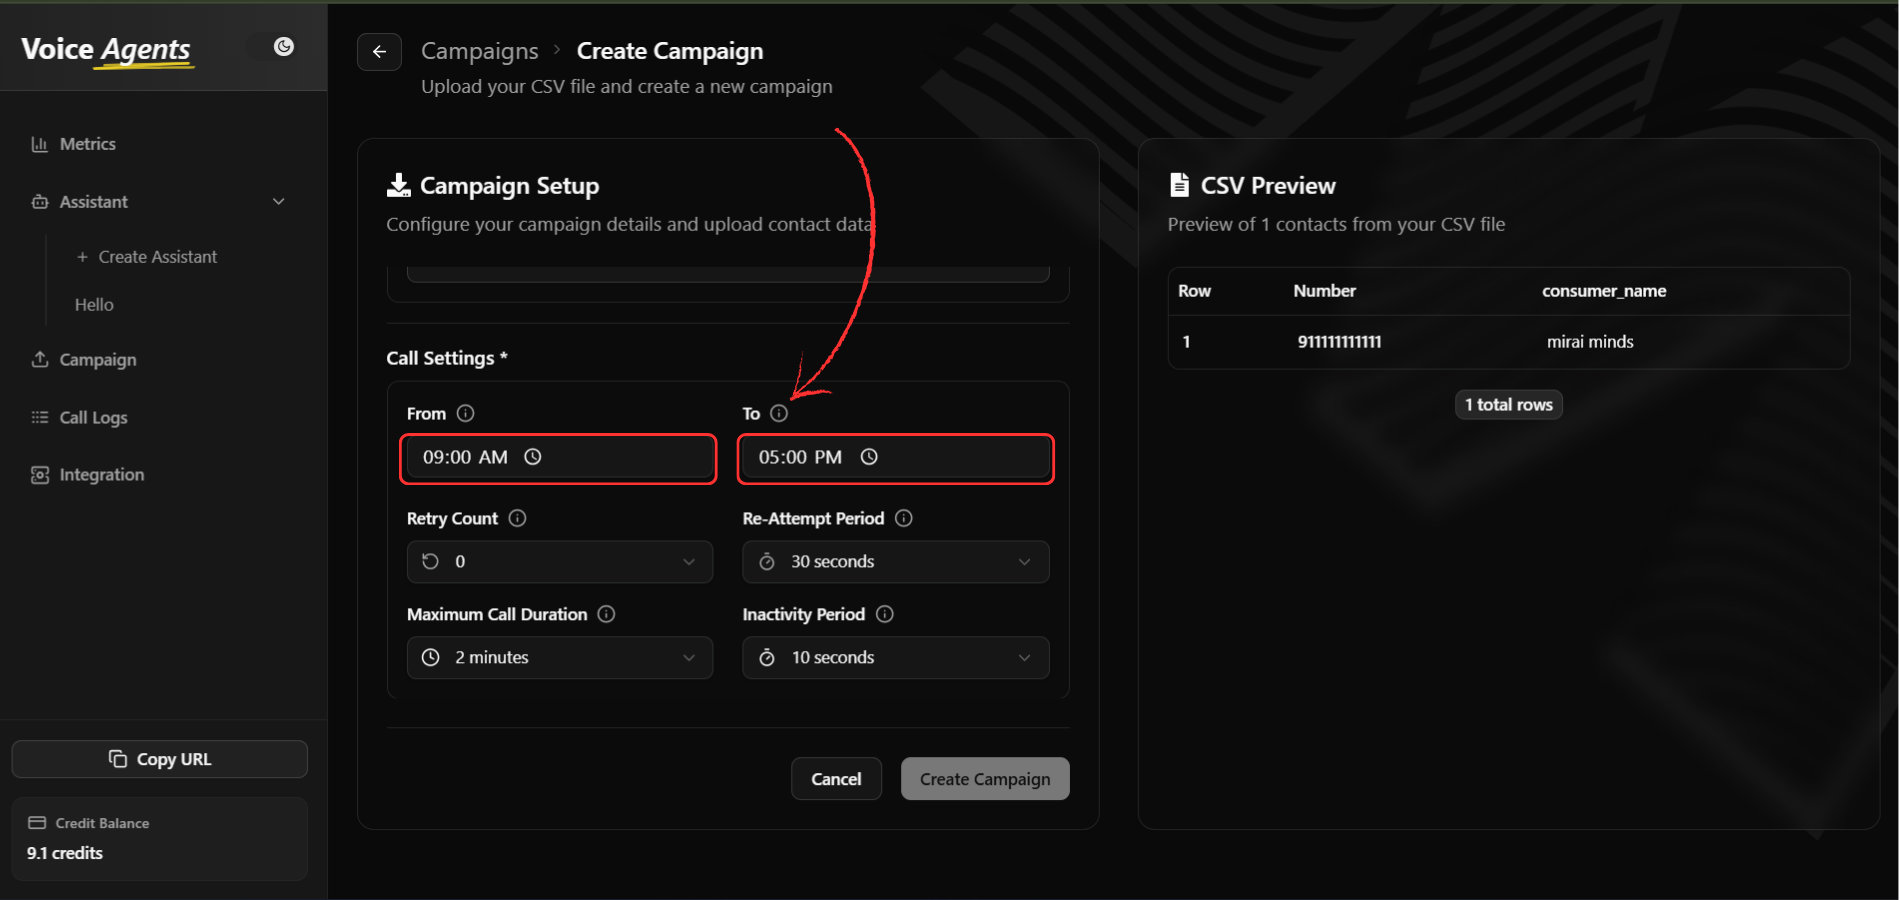 Voice Agents
Metrics
Assistant
+ Create Assistant
Hello
Campaign
Call Logs
Integration
Copy URL
Credit Balance
9.1 credits
Campaigns > Create Campaign
Upload your CSV file and create a new campaign
Campaign Setup
Configure your campaign details and upload contact data
Call Settings *
From
To
09:00 AM
05:00 PM
Retry Count
Re-Attempt Period
0
30 seconds
Maximum Call Duration
Inactivity Period
2 minutes
10 seconds
Cancel
Create Campaign
CSV Preview
Preview of 1 contacts from your CSV file
Row Number consumer_name
1 911111111111 mirai minds
1 total rows